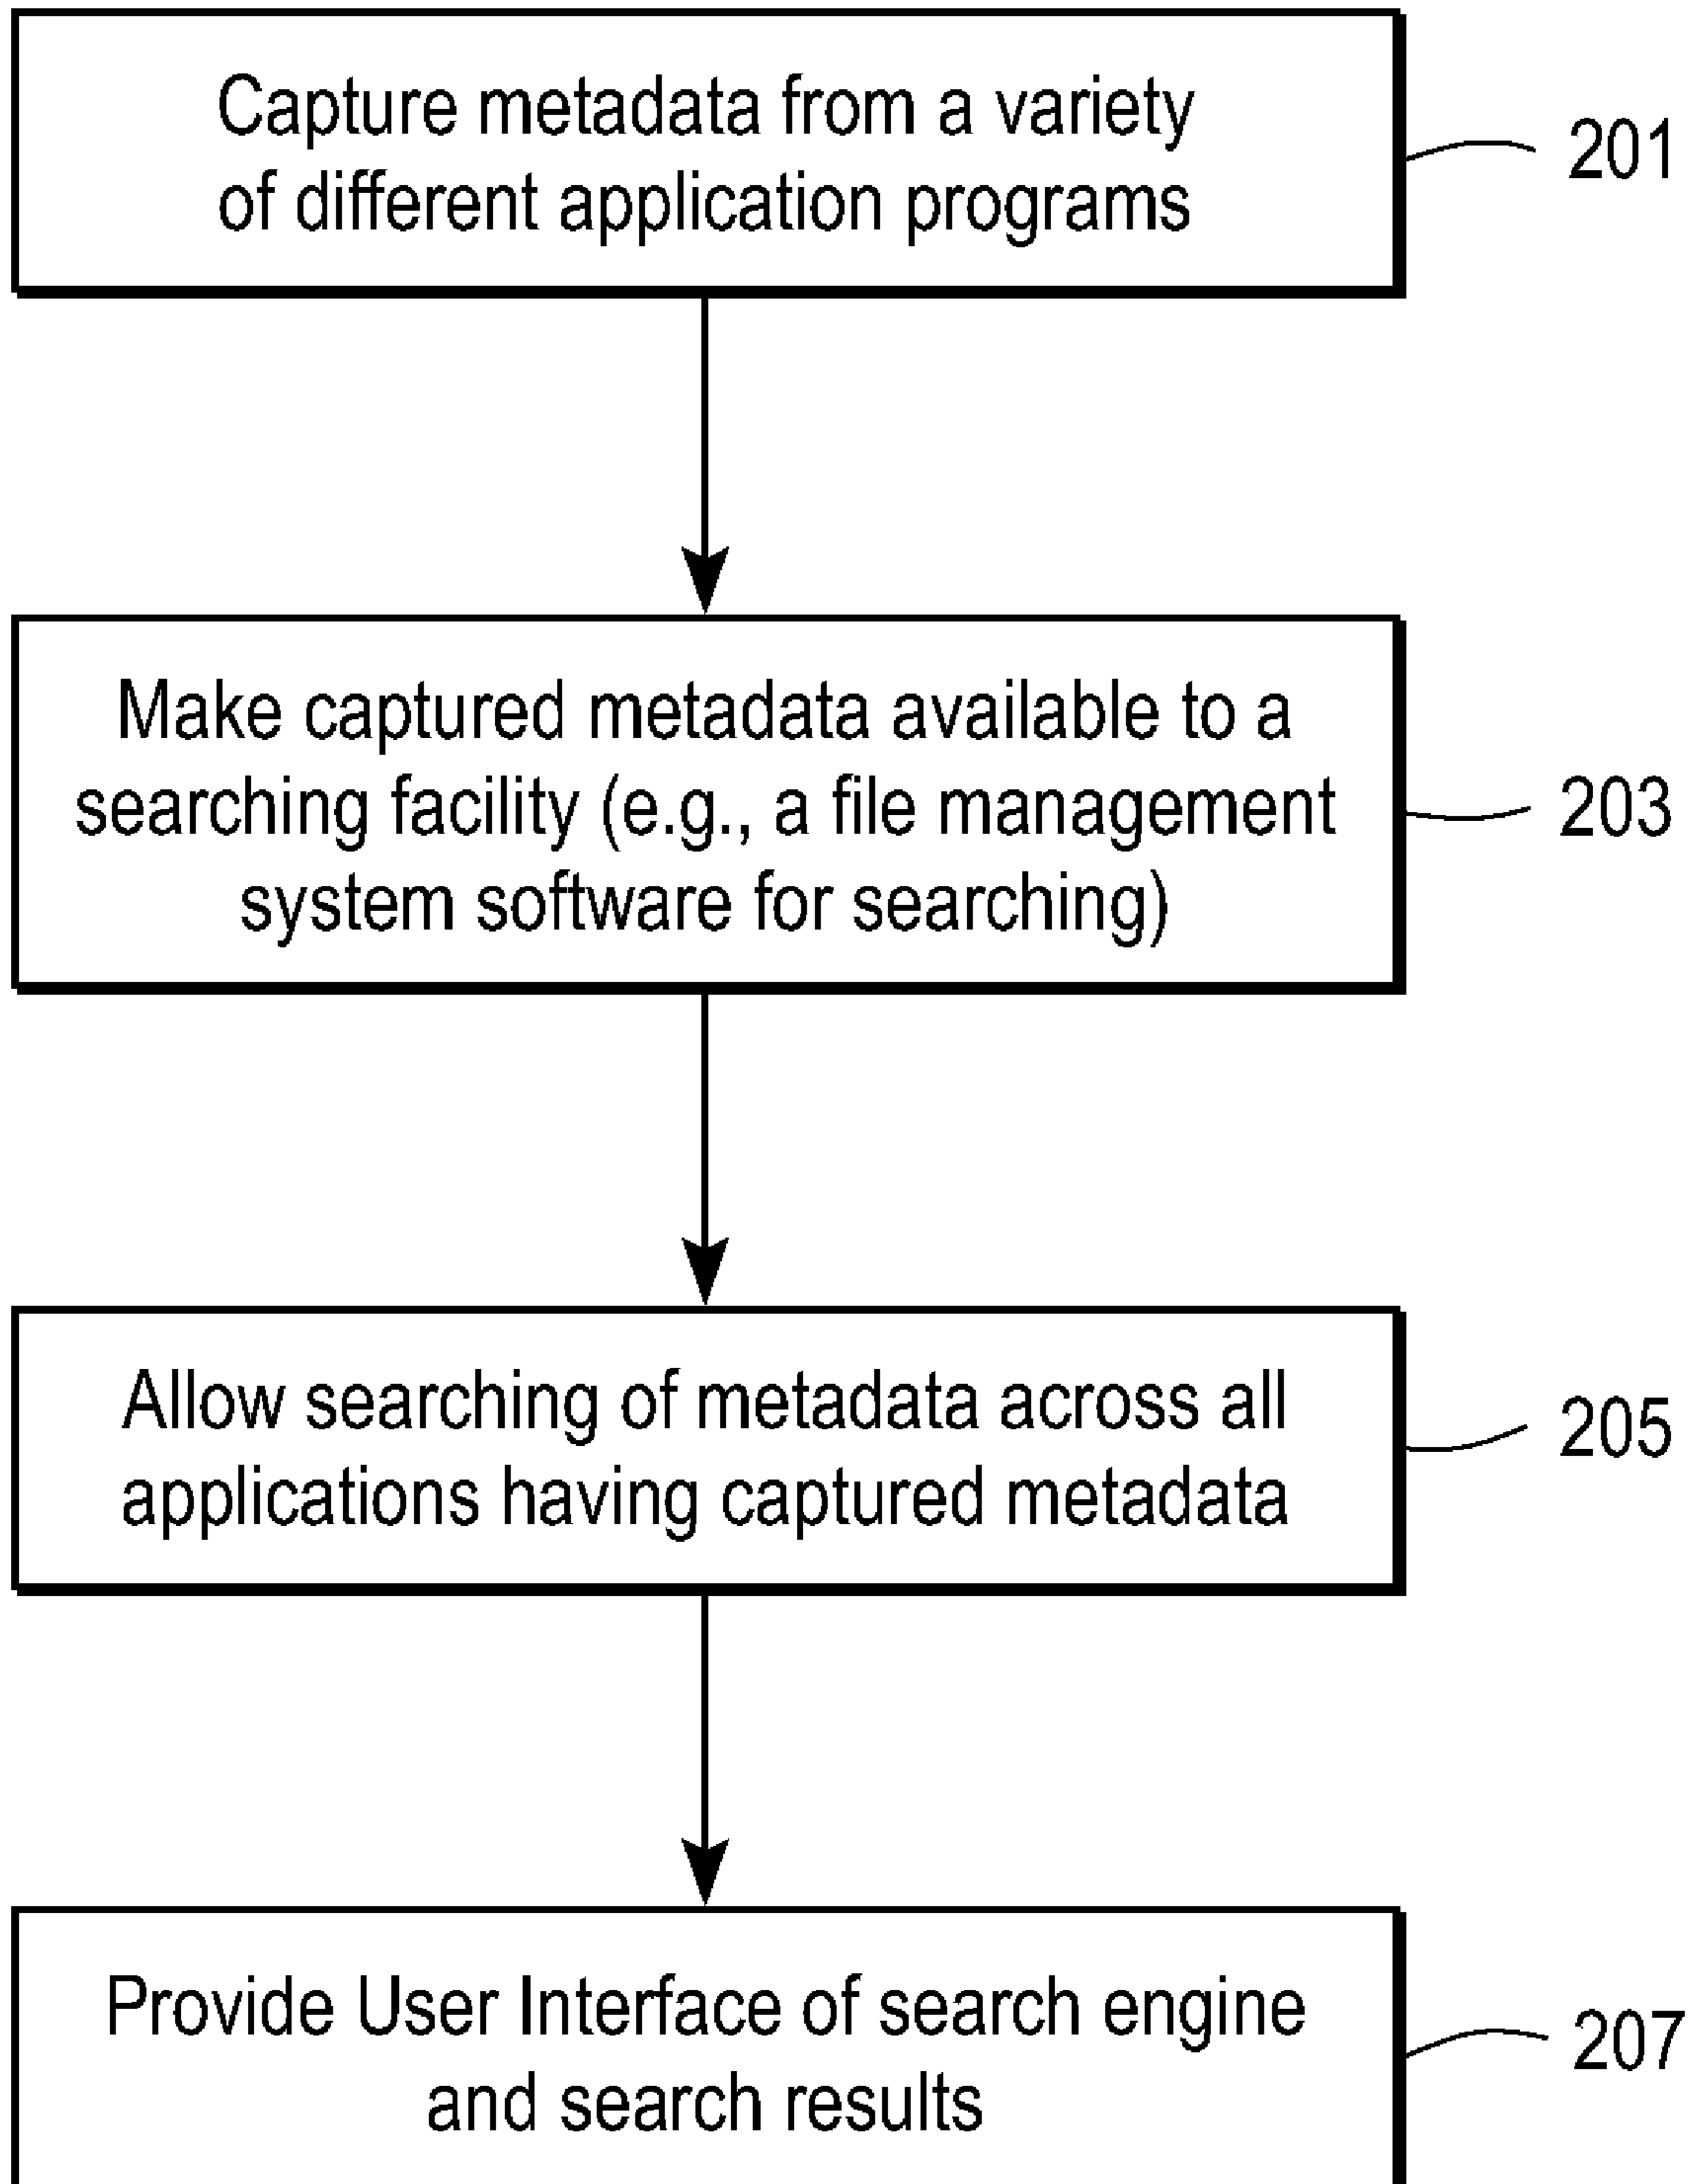 Capture metadata from a variety
of different application programs
201
Make captured metadata available to a
searching facility (e.g., a file management
system software for searching)
203
Allow searching of metadata across all
applications having captured metadata
205
Provide User Interface of search engine
and search results
207